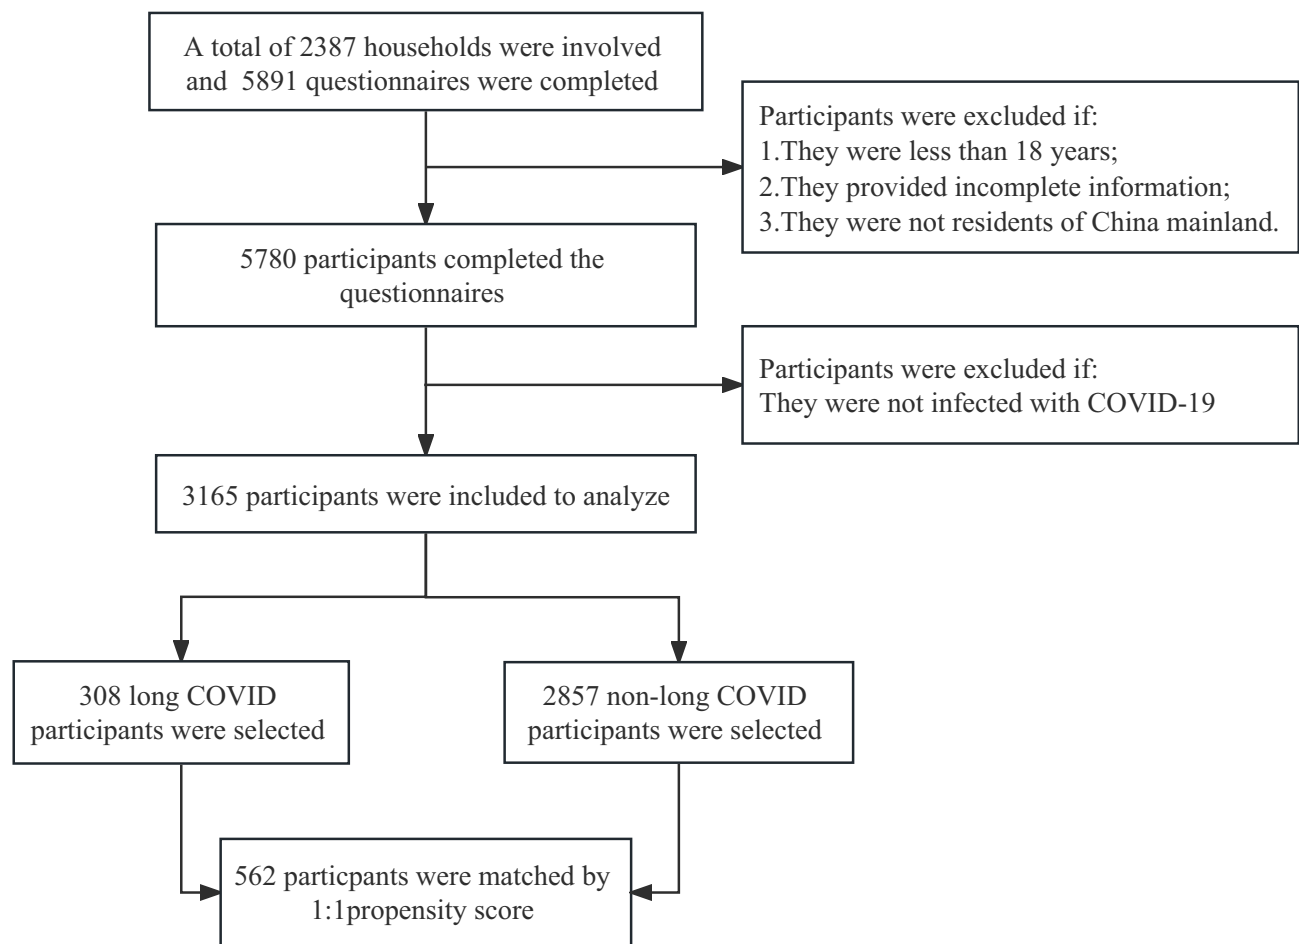 A total of 2387 households were involved
and 5891 questionnaires were completed
Participants were excluded if:
1.They were less than 18 years;
2.They provided incomplete information;
3.They were not residents of China mainland.
5780 participants completed the
questionnaires
Participants were excluded if:
They were not infected with COVID-19
3165 participants were included to analyze
308 long COVID
participants were selected
2857 non-long COVID
participants were selected
562 particpants were matched by
1:1propensity score